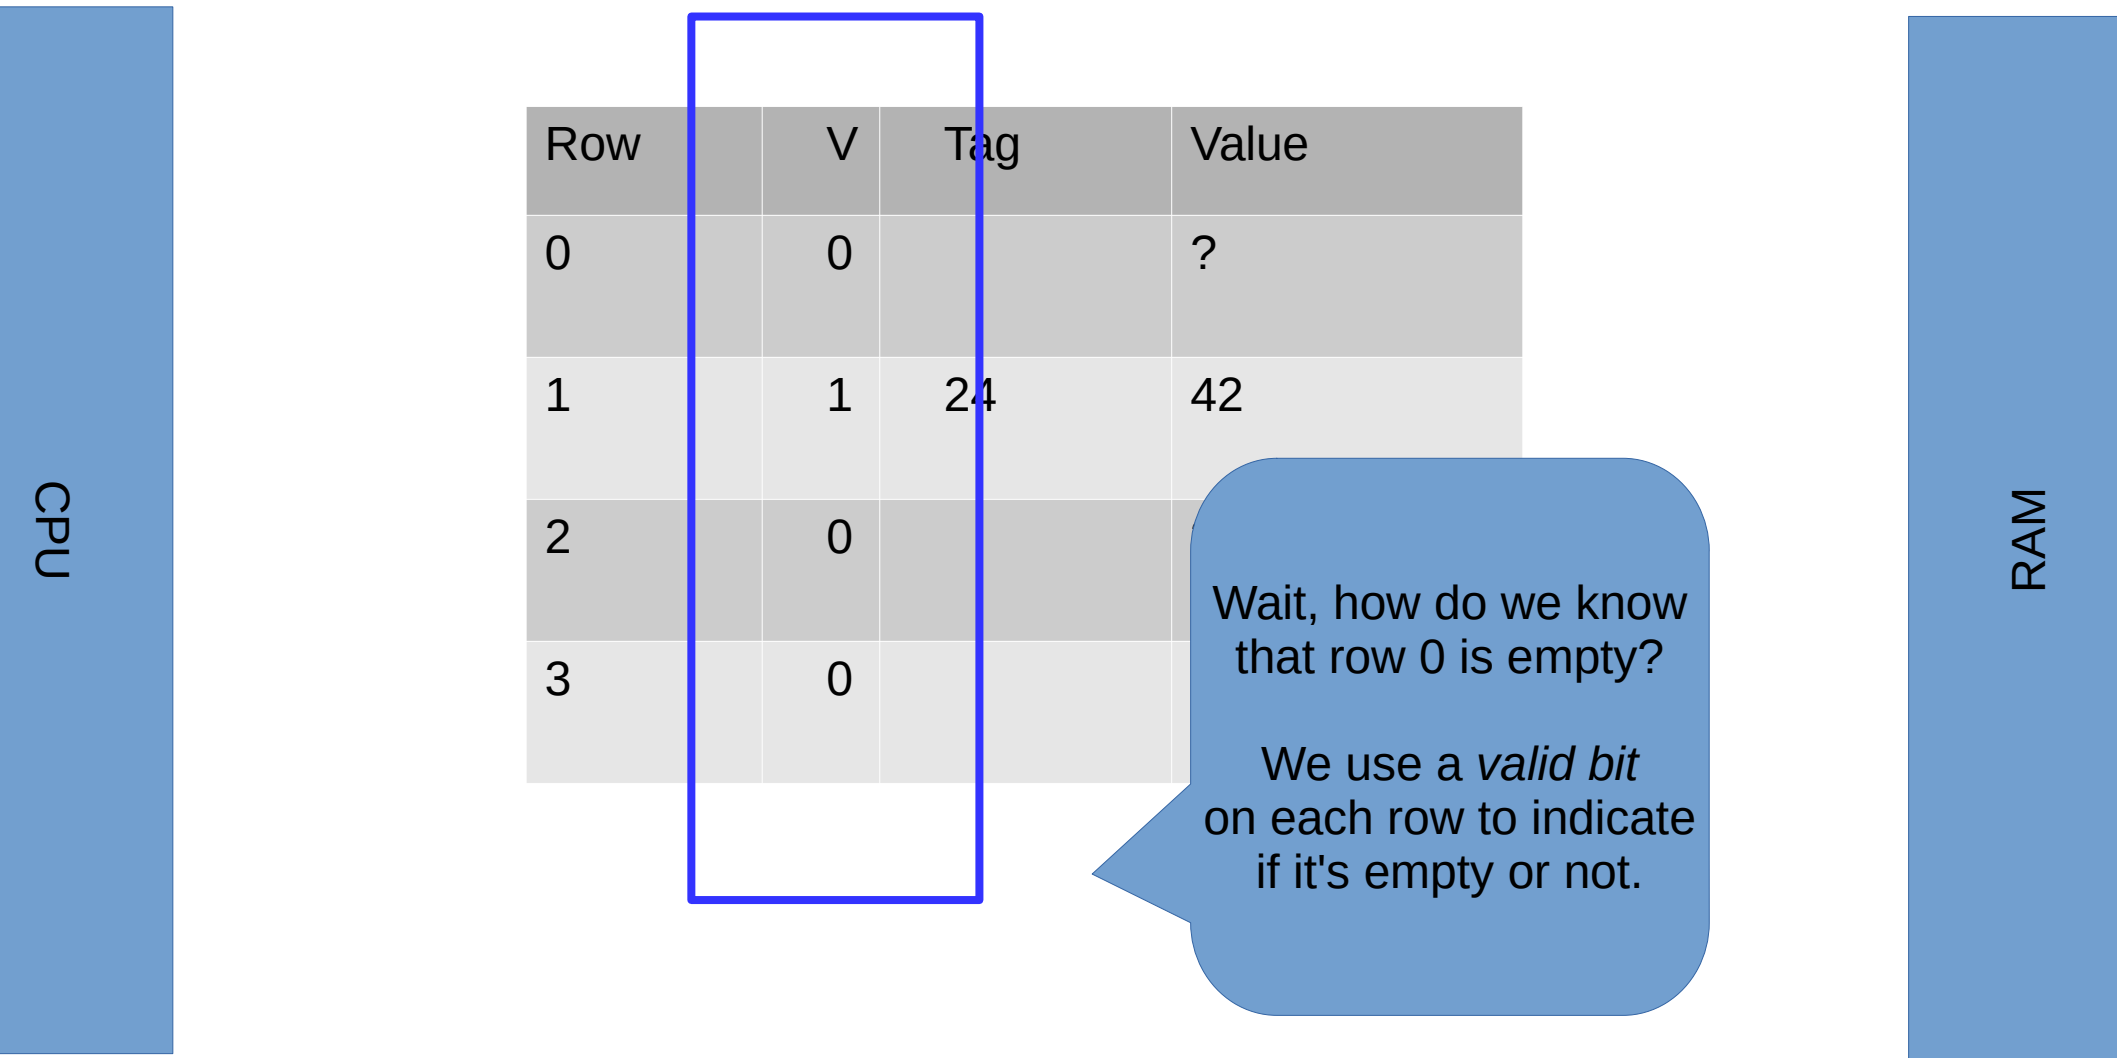 CPU
Row V Tag Value
0 0 ?
1 1 24 42
2 0
3 0
Wait, how do we know
that row 0 is empty?
We use a valid bit
on each row to indicate
if it's empty or not.
RAM